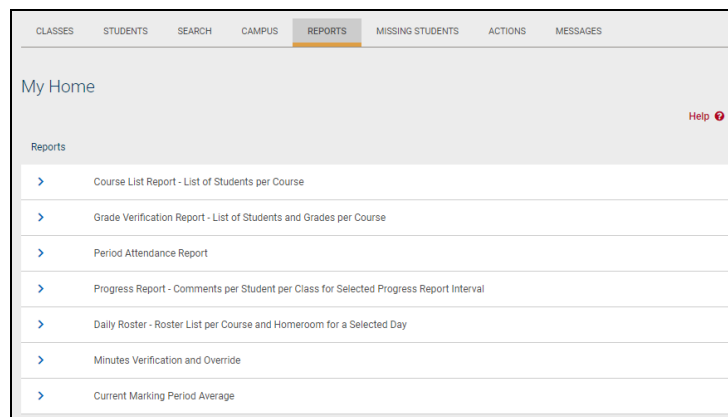 CLASSES STUDENTS SEARCH CAMPUS REPORTS MISSING STUDENTS ACTIONS MESSAGES
My Home
Help ?
Reports
Course List Report - List of Students per Course
Grade Verification Report - List of Students and Grades per Course
Period Attendance Report
Progress Report - Comments per Student per Class for Selected Progress Report Interval
Daily Roster - Roster List per Course and Homeroom for a Selected Day
Minutes Verification and Override
Current Marking Period Average